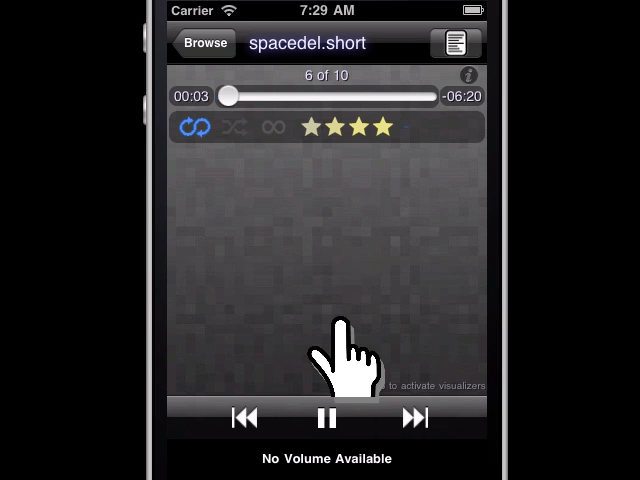 Carrier 7:29 AM
Browse spacedel.short
6 of 10
00:03 -06:20
to activate visualizers
No Volume Available